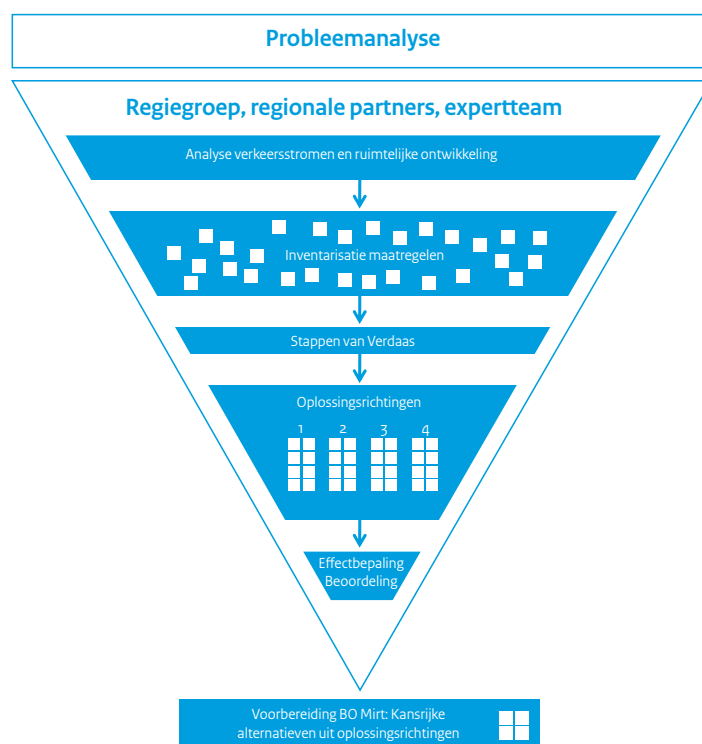 Probleemanalyse
Regiegroep, regionale partners, expertteam
Analyse verkeersstromen en ruimtelijke ontwikkeling
Inventarisatie maatregelen
Stappen van Verdaas
Oplossingsrichtingen
1 2 3 4
Effectbepaling
Beoordeling
Voorbereiding BO Mirt: Kansrijke
alternatieven uit oplossingsrichtingen